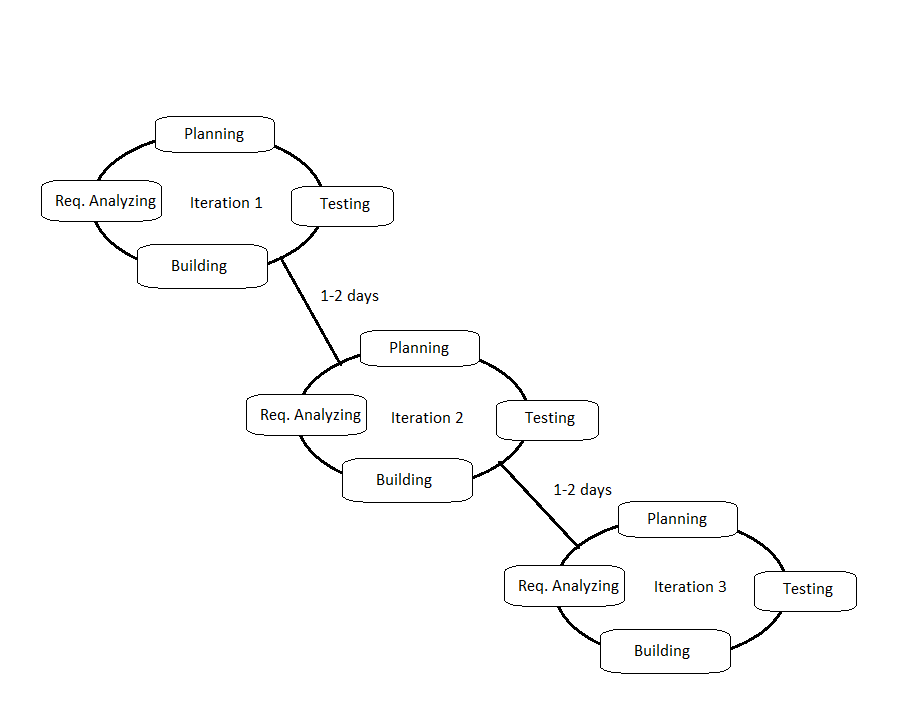 Planning
Req. Analyzing
Iteration 1
Testing
Building
1-2 days
Planning
Req. Analyzing
Iteration 2
Testing
Building
1-2 days
Planning
Req. Analyzing
Iteration 3
Testing
Building